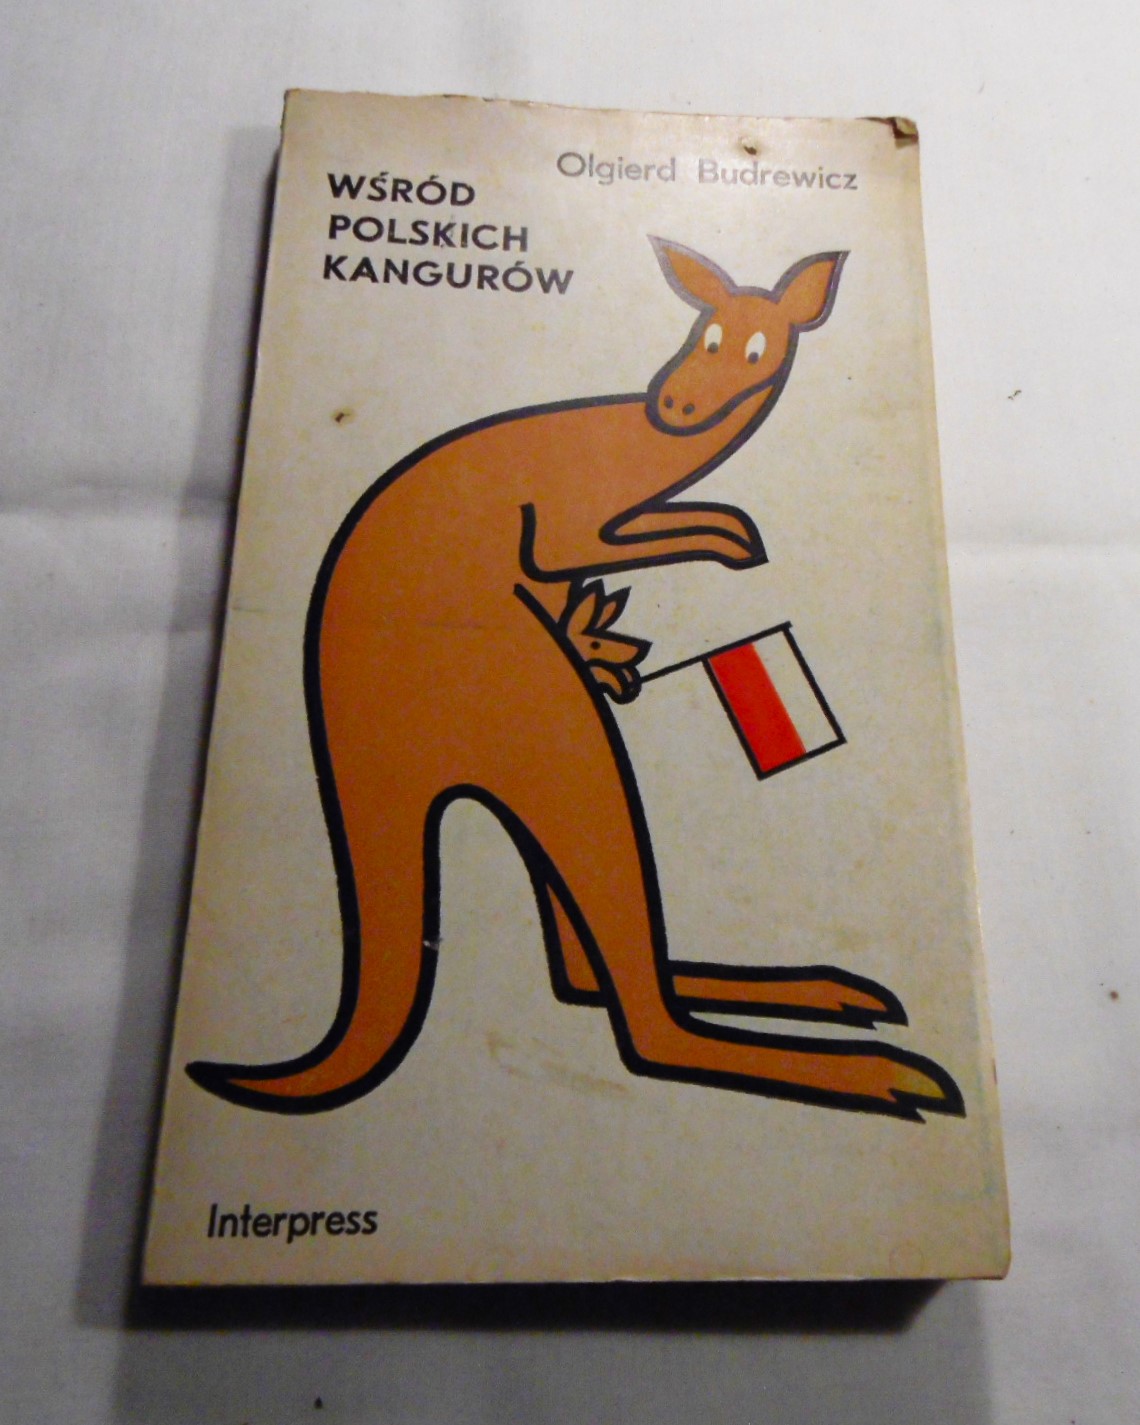 Olgierd Budrewicz
WŚRÓD
POLSKICH
KANGURÓW
Interpress